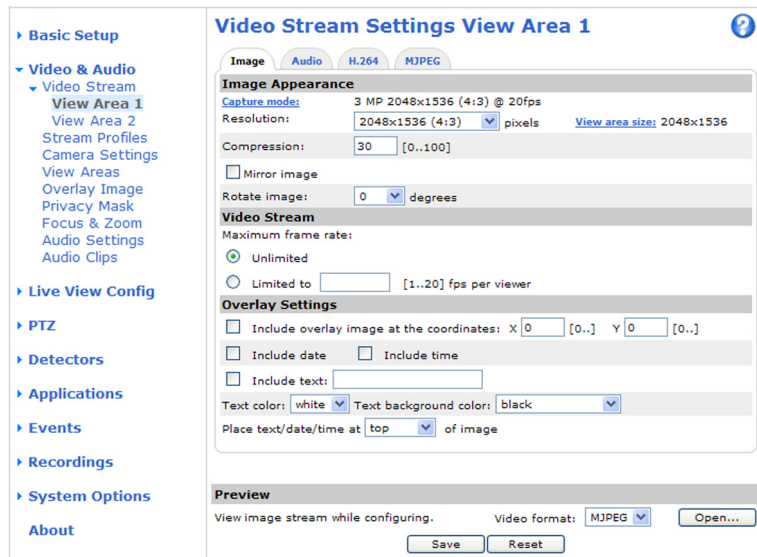 Basic Setup
Video & Audio
Video Stream
View Area 1
View Area 2
Stream Profiles
Camera Settings
View Areas
Overlay Image
Privacy Mask
Focus & Zoom
Audio Settings
Audio Clips
Live View Config
PTZ
Detectors
Applications
Events
Recordings
System Options
About
Video Stream Settings View Area 1 ?
Image Audio H.264 MJPEG
Image Appearance
Capture mode: 3 MP 2048x1536 (4:3) @ 20fps
Resolution: 2048x1536 (4:3) pixels View area size: 2048x1536
Compression: 30 [0..100]
Mirror image
Rotate image: 0 degrees
Video Stream
Maximum frame rate:
Unlimited
Limited to [1..20] fps per viewer
Overlay Settings
Include overlay image at the coordinates: X 0 [0..] Y 0 [0..]
Include date Include time
Include text:
Text color: white Text background color: black
Place text/date/time at top of image
Preview
View image stream while configuring. Video format: MJPEG Open...
Save Reset